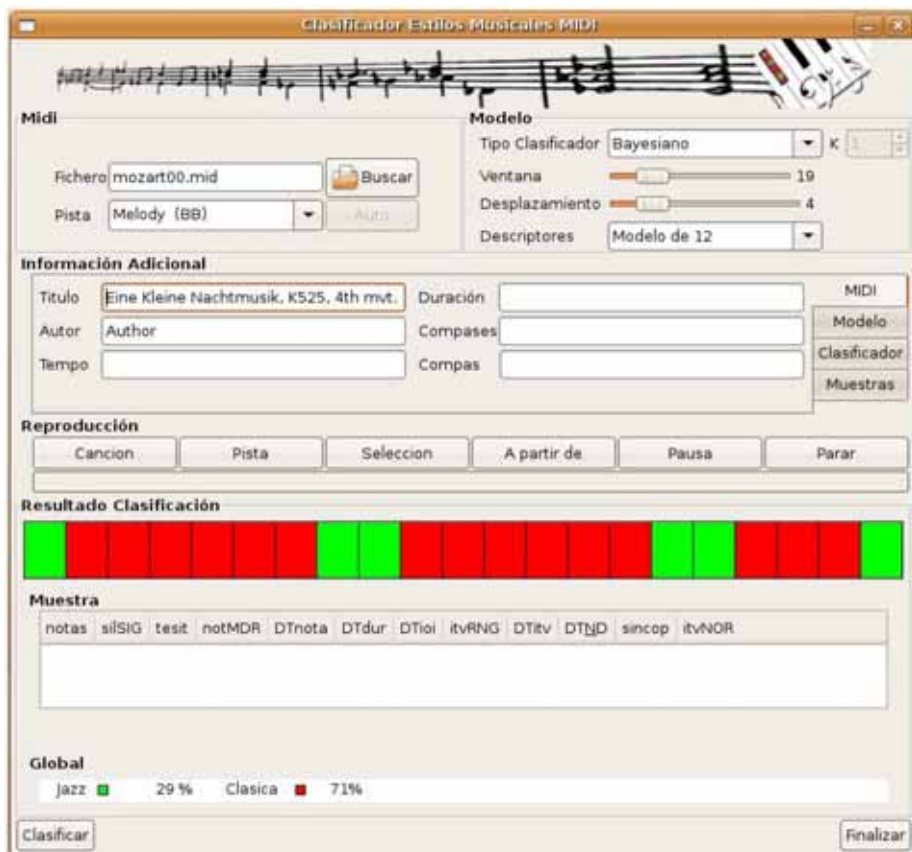 Clasificador Estilos Musicales MIDI
Midi
Fichero mozart00.mid Buscar
Pista Melody (BB) Auto
Modelo
Tipo Clasificador Bayesiano K 1
Ventana 19
Desplazamiento 4
Descriptores Modelo de 12
Información Adicional
Titulo Eine Kleine Nachtmusik, K525, 4th mvt. Duración
Autor Author Compases
Tempo Compas
MIDI
Modelo
Clasificador
Muestras
Reproducción
Cancion Pista Seleccion A partir de Pausa Parar
Resultado Clasificación
Muestra
notas silSIG tesit notMDR DTnota DTdur DTioi itvRNG DTitv DTND sincop itvNOR
Global
Jazz 29 % Clasica 71%
Clasificar Finalizar